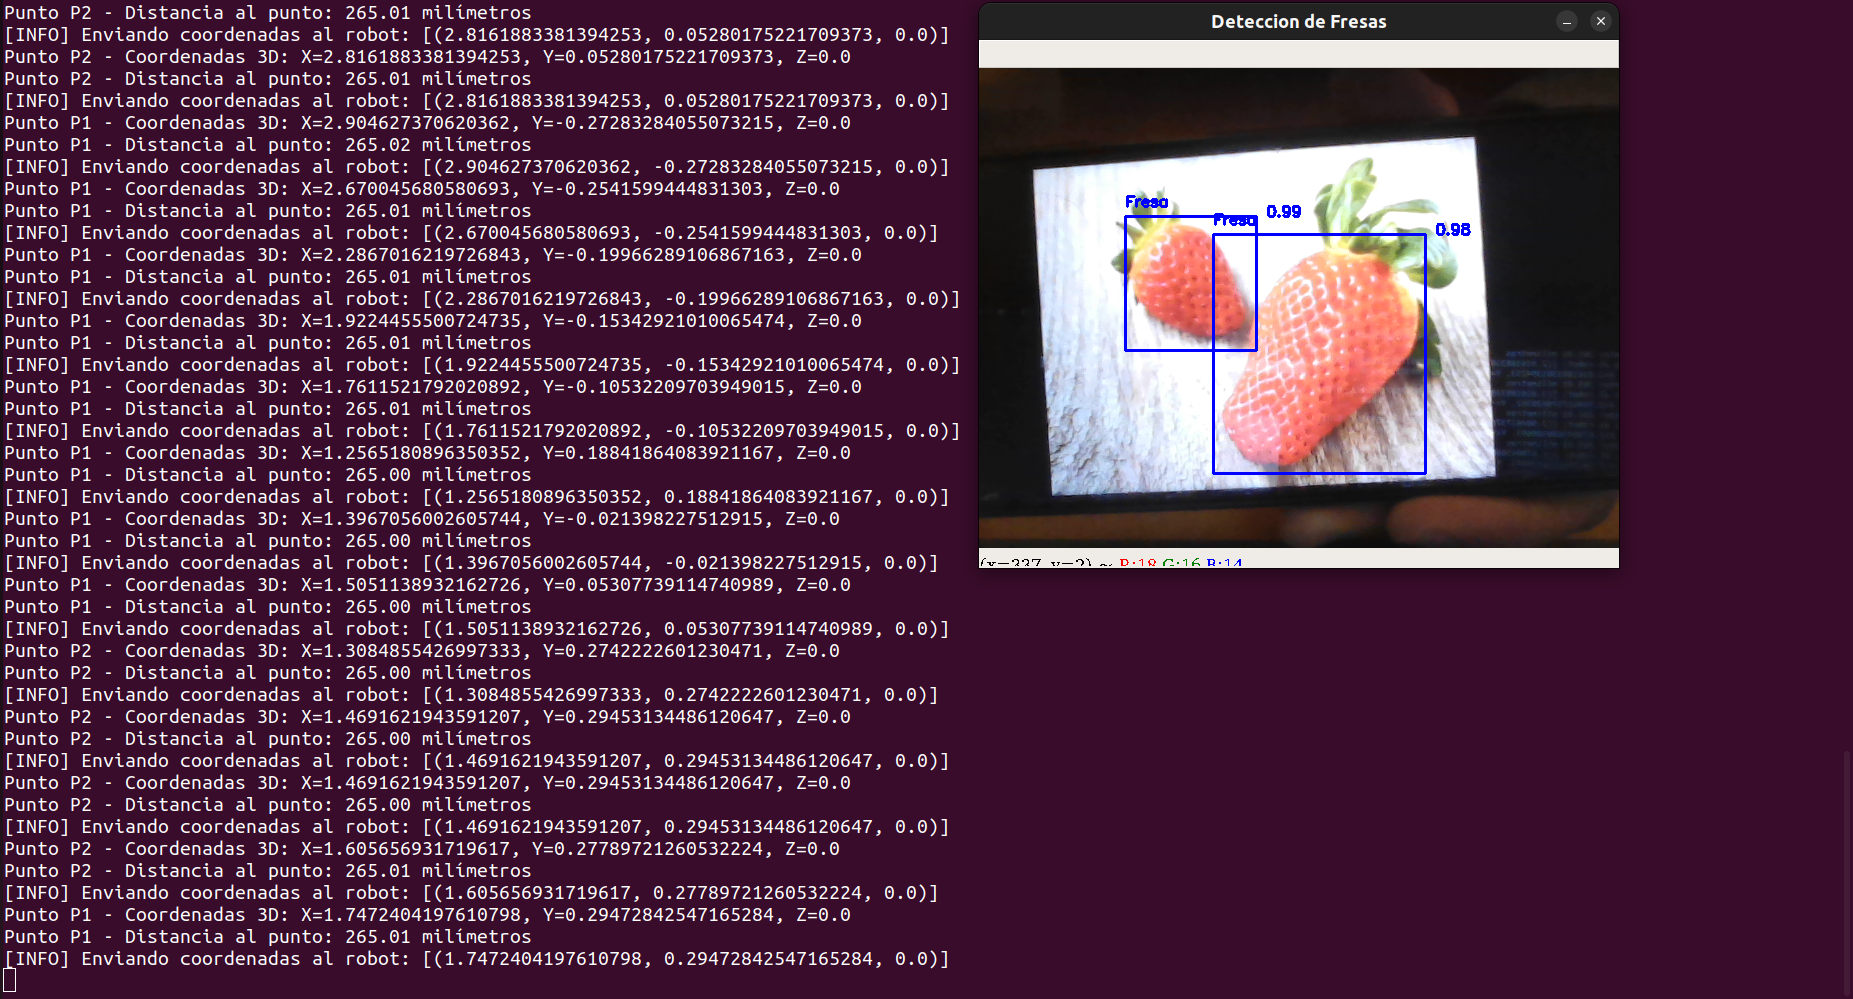 Punto P2 - Distancia al punto: 265.01 milímetros
[INFO] Enviando coordenadas al robot: [(2.8161883381394253, 0.05280175221709373, 0.0)]
Punto P2 - Coordenadas 3D: X=2.8161883381394253, Y=0.05280175221709373, Z=0.0
Punto P2 - Distancia al punto: 265.01 milímetros
[INFO] Enviando coordenadas al robot: [(2.8161883381394253, 0.05280175221709373, 0.0)]
Punto P1 - Coordenadas 3D: X=2.904627370620362, Y=-0.27283284055073215, Z=0.0
Punto P1 - Distancia al punto: 265.02 milímetros
[INFO] Enviando coordenadas al robot: [(2.904627370620362, -0.27283284055073215, 0.0)]
Punto P1 - Coordenadas 3D: X=2.670045680580693, Y=-0.2541599444831303, Z=0.0
Punto P1 - Distancia al punto: 265.01 milímetros
[INFO] Enviando coordenadas al robot: [(2.670045680580693, -0.2541599444831303, 0.0)]
Punto P1 - Coordenadas 3D: X=2.2867016219726843, Y=-0.19966289106867163, Z=0.0
Punto P1 - Distancia al punto: 265.01 milímetros
[INFO] Enviando coordenadas al robot: [(2.2867016219726843, -0.19966289106867163, 0.0)]
Punto P1 - Coordenadas 3D: X=1.9224455500724735, Y=-0.15342921010065474, Z=0.0
Punto P1 - Distancia al punto: 265.01 milímetros
[INFO] Enviando coordenadas al robot: [(1.9224455500724735, -0.15342921010065474, 0.0)]
Punto P1 - Coordenadas 3D: X=1.7611521792020892, Y=-0.10532209703949015, Z=0.0
Punto P1 - Distancia al punto: 265.01 milímetros
[INFO] Enviando coordenadas al robot: [(1.7611521792020892, -0.10532209703949015, 0.0)]
Punto P1 - Coordenadas 3D: X=1.2565180896350352, Y=0.18841864083921167, Z=0.0
Punto P1 - Distancia al punto: 265.00 milímetros
[INFO] Enviando coordenadas al robot: [(1.2565180896350352, 0.18841864083921167, 0.0)]
Punto P1 - Coordenadas 3D: X=1.3967056002605744, Y=-0.021398227512915, Z=0.0
Punto P1 - Distancia al punto: 265.00 milímetros
[INFO] Enviando coordenadas al robot: [(1.3967056002605744, -0.021398227512915, 0.0)]
Punto P1 - Coordenadas 3D: X=1.5051138932162726, Y=0.05307739114740989, Z=0.0
Punto P1 - Distancia al punto: 265.00 milímetros
[INFO] Enviando coordenadas al robot: [(1.5051138932162726, 0.05307739114740989, 0.0)]
Punto P2 - Coordenadas 3D: X=1.3084855426997333, Y=0.2742222601230471, Z=0.0
Punto P2 - Distancia al punto: 265.00 milímetros
[INFO] Enviando coordenadas al robot: [(1.3084855426997333, 0.2742222601230471, 0.0)]
Punto P2 - Coordenadas 3D: X=1.4691621943591207, Y=0.29453134486120647, Z=0.0
Punto P2 - Distancia al punto: 265.00 milímetros
[INFO] Enviando coordenadas al robot: [(1.4691621943591207, 0.29453134486120647, 0.0)]
Punto P2 - Coordenadas 3D: X=1.4691621943591207, Y=0.29453134486120647, Z=0.0
Punto P2 - Distancia al punto: 265.00 milímetros
[INFO] Enviando coordenadas al robot: [(1.4691621943591207, 0.29453134486120647, 0.0)]
Punto P2 - Coordenadas 3D: X=1.605656931719617, Y=0.27789721260532224, Z=0.0
Punto P2 - Distancia al punto: 265.01 milímetros
[INFO] Enviando coordenadas al robot: [(1.605656931719617, 0.27789721260532224, 0.0)]
Punto P1 - Coordenadas 3D: X=1.7472404197610798, Y=0.29472842547165284, Z=0.0
Punto P1 - Distancia al punto: 265.01 milímetros
[INFO] Enviando coordenadas al robot: [(1.7472404197610798, 0.29472842547165284, 0.0)]
Deteccion de Fresas
Fresa 0.99
Fresa 0.98
(x=337, y=2) ~ R:18 G:16 B:14